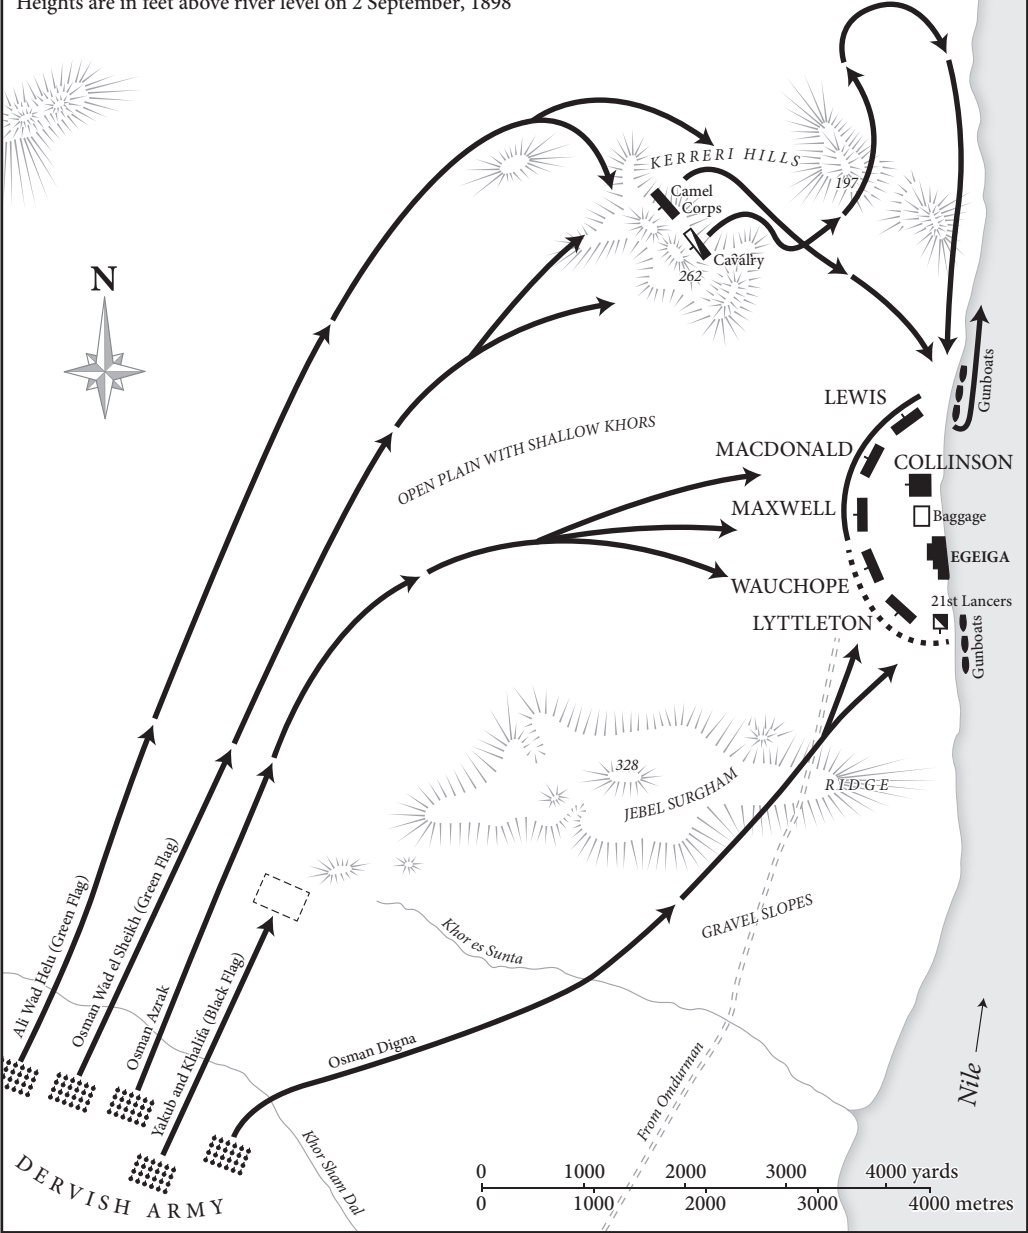 Heights are in feet above river level on 2 September, 1898
KERRERI HILLS
197
Camel
Corps
Cavalry
262
N
Gunboats
LEWIS
OPEN PLAIN WITH SHALLOW KHORS
MACDONALD
COLLINSON
MAXWELL
Baggage
EGEIGA
WAUCHOPE
21st Lancers
LYTTLETON
Gunboats
328
JEBEL SURGHAM
RIDGE
Ali Wad Helu (Green Flag)
Osman Wad el Sheikh (Green Flag)
Osman Azrak
Yakub and Khalifa (Black Flag)
Osman Digna
Khor es Sunta
GRAVEL SLOPES
Nile
From Omdurman
Khor Sham Dal
DERVISH ARMY
0 1000 2000 3000 4000 yards
0 1000 2000 3000 4000 metres